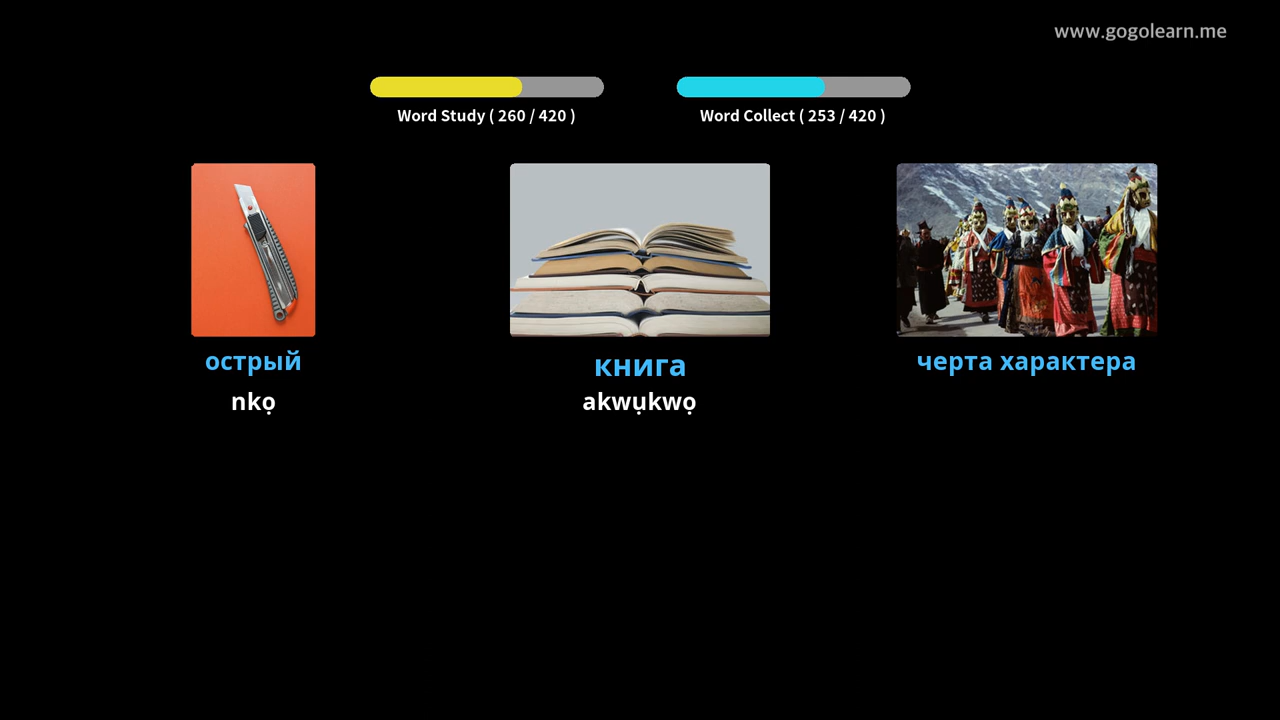 www.gogolearn.me
Word Study ( 260 / 420 )
Word Collect ( 253 / 420 )
острый
nkọ
книга
akwụkwọ
черта характера